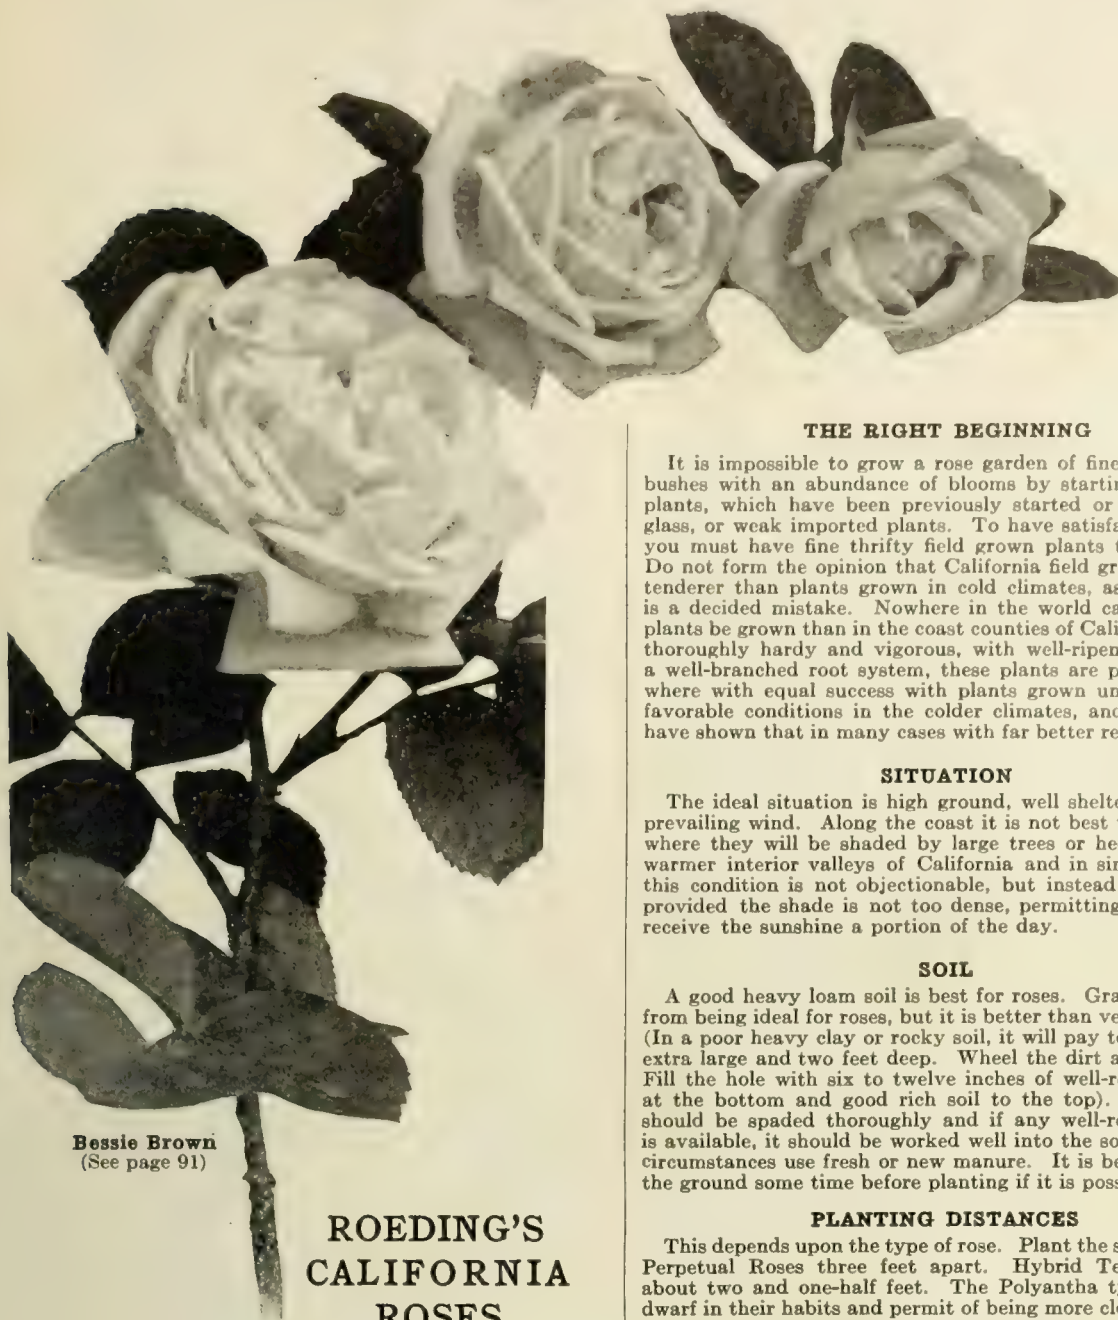 Bessie Brown
(See page 91)
ROEDING'S
CALIFORNIA
ROSES
THE RIGHT BEGINNING
It is impossible to grow a rose garden of fine
bushes with an abundance of blooms by starti
plants, which have been previously started or
glass, or weak imported plants. To have satisfa
you must have fine thrifty field grown plants t
Do not form the opinion that California field gr
tenderer than plants grown in cold climates, as
is a decided mistake. Nowhere in the world ca
plants be grown than in the coast counties of Cali
thoroughly hardy and vigorous, with well-ripen
a well-branched root system, these plants are p
where with equal success with plants grown un
favorable conditions in the colder climates, and
have shown that in many cases with far better re
SITUATION
The ideal situation is high ground, well shelte
prevailing wind. Along the coast it is not best
where they will be shaded by large trees or he
warmer interior valleys of California and in sin
this condition is not objectionable, but instead
provided the shade is not too dense, permitting
receive the sunshine a portion of the day.
SOIL
A good heavy loam soil is best for roses. Gra
from being ideal for roses, but it is better than ve
(In a poor heavy clay or rocky soil, it will pay to
extra large and two feet deep. Wheel the dirt a
Fill the hole with six to twelve inches of well-r
at the bottom and good rich soil to the top).
should be spaded thoroughly and if any well-r
is available, it should be worked well into the so
circumstances use fresh or new manure. It is be
the ground some time before planting if it is poss
PLANTING DISTANCES
This depends upon the type of rose. Plant the s
Perpetual Roses three feet apart. Hybrid Te
about two and one-half feet. The Polyantha t
dwarf in their habits and permit of being more cl